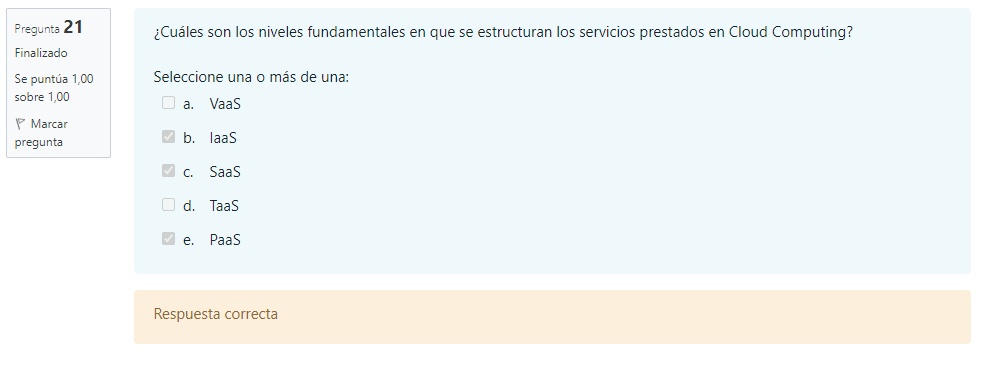 Pregunta 21
Finalizado
Se puntúa 1,00
sobre 1,00
Marcar
pregunta
¿Cuáles son los niveles fundamentales en que se estructuran los servicios prestados en Cloud Computing?
Seleccione una o más de una:
a. VaaS
b. IaaS
c. SaaS
d. TaaS
e. PaaS
Respuesta correcta